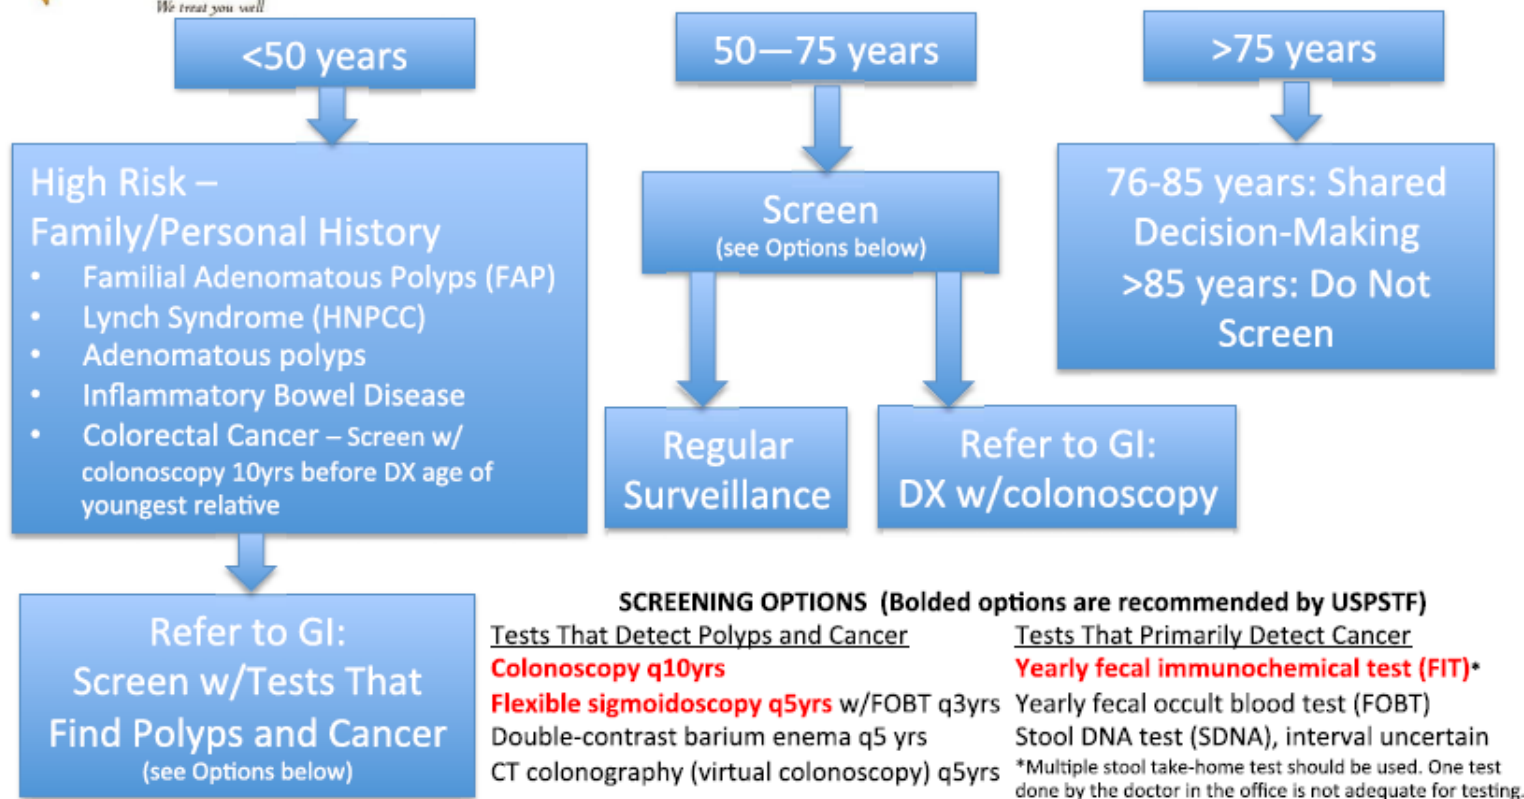 We treat you well
<50 years
50—75 years
>75 years
High Risk –
Family/Personal History
• Familial Adenomatous Polyps (FAP)
• Lynch Syndrome (HNPCC)
• Adenomatous polyps
• Inflammatory Bowel Disease
• Colorectal Cancer – Screen w/
colonoscopy 10yrs before DX age of
youngest relative
Screen
(see Options below)
76-85 years: Shared
Decision-Making
>85 years: Do Not
Screen
Regular
Surveillance
Refer to GI:
DX w/colonoscopy
Refer to GI:
Screen w/Tests That
Find Polyps and Cancer
(see Options below)
SCREENING OPTIONS (Bolded options are recommended by USPSTF)
Tests That Detect Polyps and Cancer
Colonoscopy q10yrs
Flexible sigmoidoscopy q5yrs w/FOBT q3yrs
Double-contrast barium enema q5 yrs
CT colonography (virtual colonoscopy) q5yrs
Tests That Primarily Detect Cancer
Yearly fecal immunochemical test (FIT)*
Yearly fecal occult blood test (FOBT)
Stool DNA test (SDNA), interval uncertain
*Multiple stool take-home test should be used. One test
done by the doctor in the office is not adequate for testing.